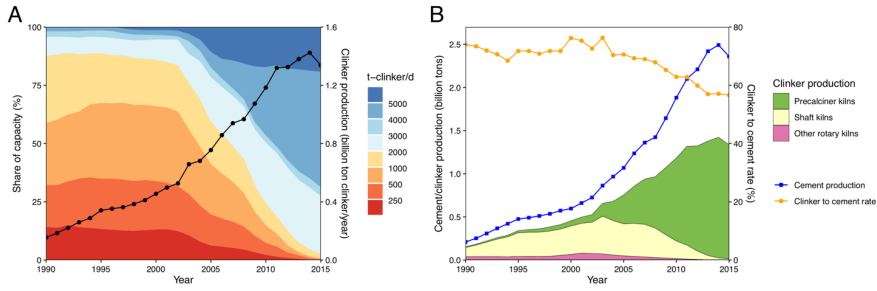 A
Share of capacity (%)
100
75
50
25
0
1990
1995
2000
2005
2010
2015
Year
1.6
1.2
0.8
0.4
0.0
Clinker production (billion ton clinker/year)
t−clinker/d
5000
4000
3000
2000
1000
500
250
B
Cement/clinker production (billion tons)
2.5
2.0
1.5
1.0
0.5
0.0
1990
1995
2000
2005
2010
2015
Year
80
60
40
20
0
Clinker to cement rate (%)
Clinker production
Precalciner kilns
Shaft kilns
Other rotary kilns
Cement production
Clinker to cement rate